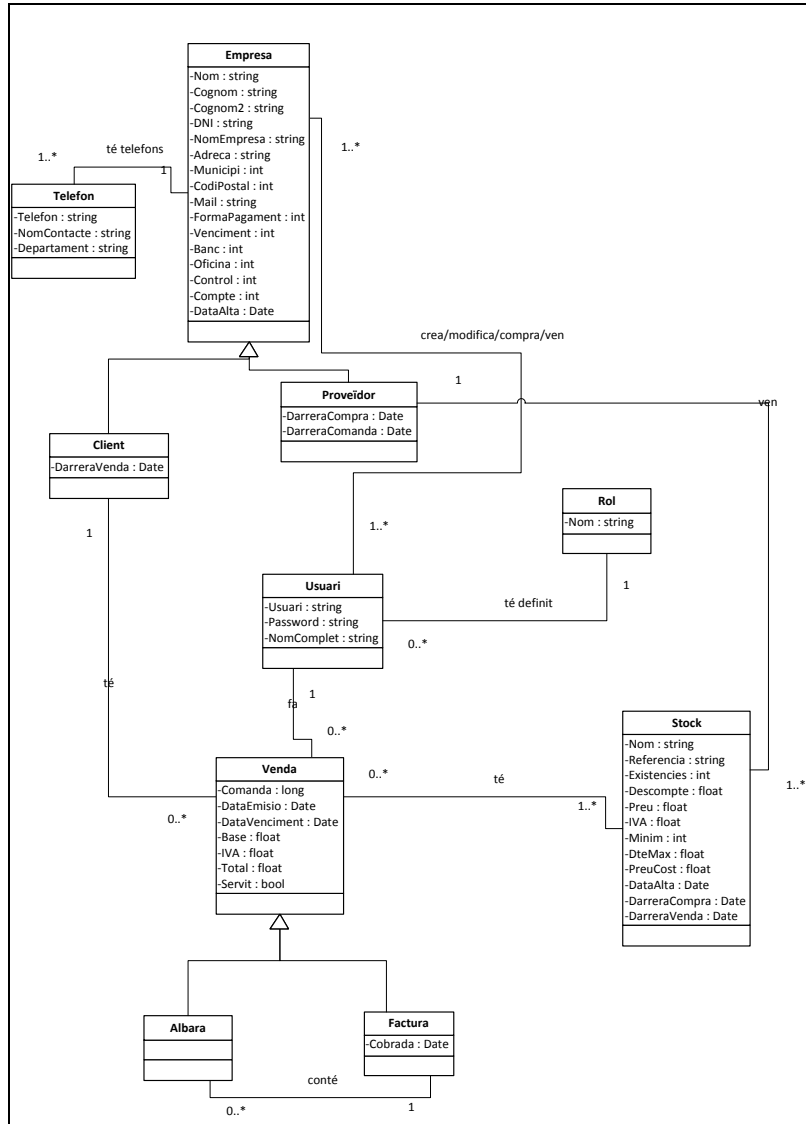 Empresa
-Nom : string
-Cognom : string
-Cognom2 : string
-DNI : string
-NomEmpresa : string
-Adreca : string
-Municipi : int
-CodiPostal : int
-Mail : string
-FormaPagament : int
-Venciment : int
-Banc : int
-Oficina : int
-Control : int
-Compte : int
-DataAlta : Date
té telefons
1..*
1
1..*
Telefon
-Telefon : string
-NomContacte : string
-Departament : string
crea/modifica/compra/ven
Proveïdor
-DarreraCompra : Date
-DarreraComanda : Date
1
ven
Client
-DarreraVenda : Date
1
Rol
-Nom : string
1..*
1
Usuari
-Usuari : string
-Password : string
-NomComplet : string
té definit
0..*
té
1
fa
0..*
Stock
-Nom : string
-Referencia : string
-Existencies : int
-Descompte : float
-Preu : float
-IVA : float
-Minim : int
-DteMax : float
-PreuCost : float
-DataAlta : Date
-DarreraCompra : Date
-DarreraVenda : Date
1..*
Venda
-Comanda : long
-DataEmisio : Date
-DataVenciment : Date
-Base : float
-IVA : float
-Total : float
-Servit : bool
0..*
té
1..*
0..*
Albara
Factura
-Cobrada : Date
conté
0..*
1